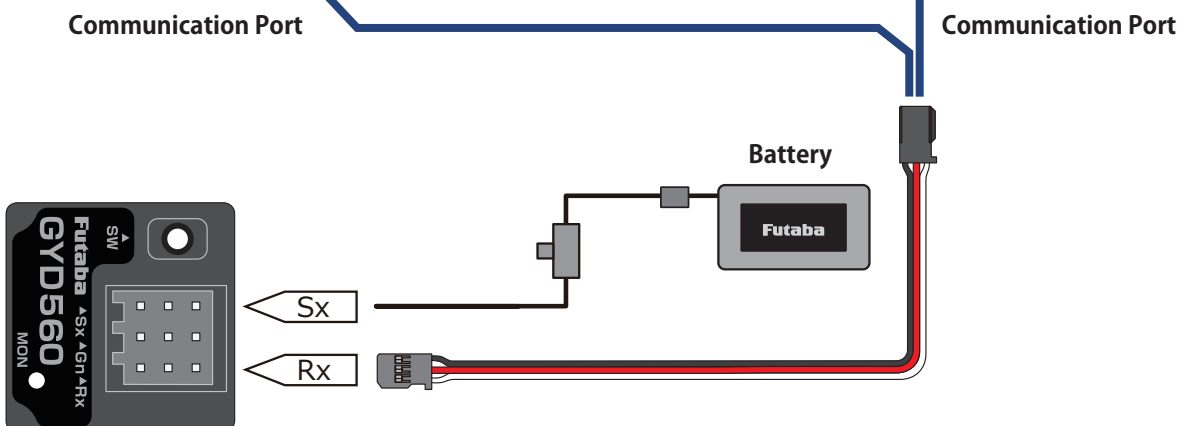 Communication Port
Communication Port
Battery
Futaba
Sx
Rx
▲SW
Futaba ▲Sx ▲Gn ▲Rx
GYD560
MON